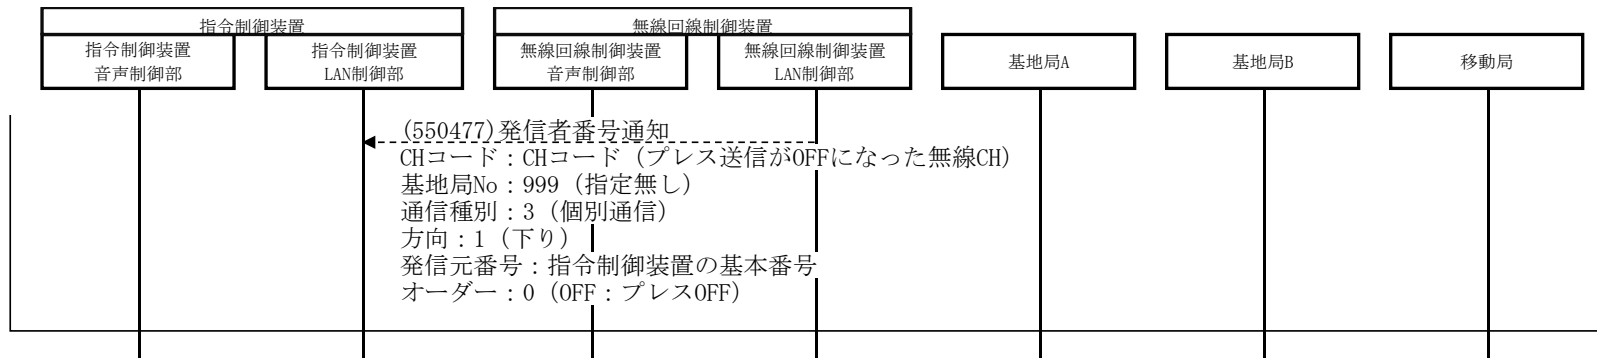 指令制御装置
無線回線制御装置
指令制御装置
音声制御部
指令制御装置
LAN制御部
無線回線制御装置
音声制御部
無線回線制御装置
LAN制御部
基地局A
基地局B
移動局
(550477)発信者番号通知
CHコード：CHコード（プレス送信がOFFになった無線CH）
基地局No：999（指定無し）
通信種別：3（個別通信）
方向：1（下り）
発信元番号：指令制御装置の基本番号
オーダー：0（OFF：プレスOFF）